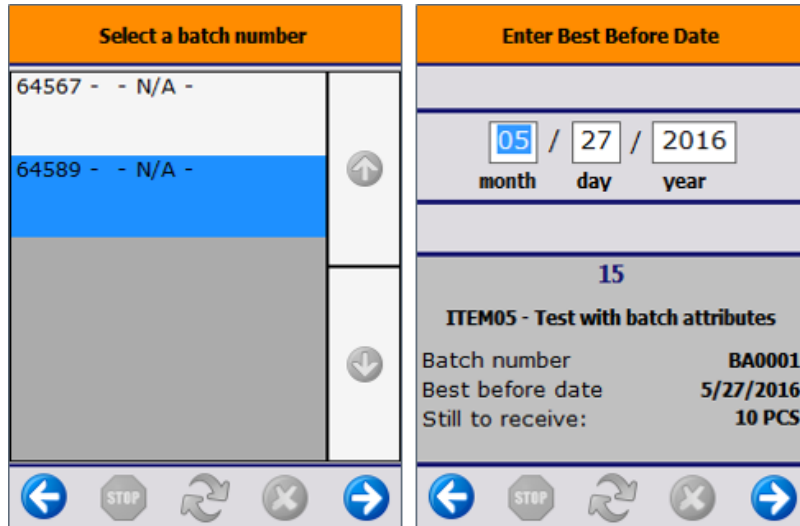 Select a batch number
64567 -   - N/A -
64589 -   - N/A -
STOP
Enter Best Before Date
05 / 27 / 2016
month day year
15
ITEM05 - Test with batch attributes
Batch number BA0001
Best before date 5/27/2016
Still to receive: 10 PCS
STOP